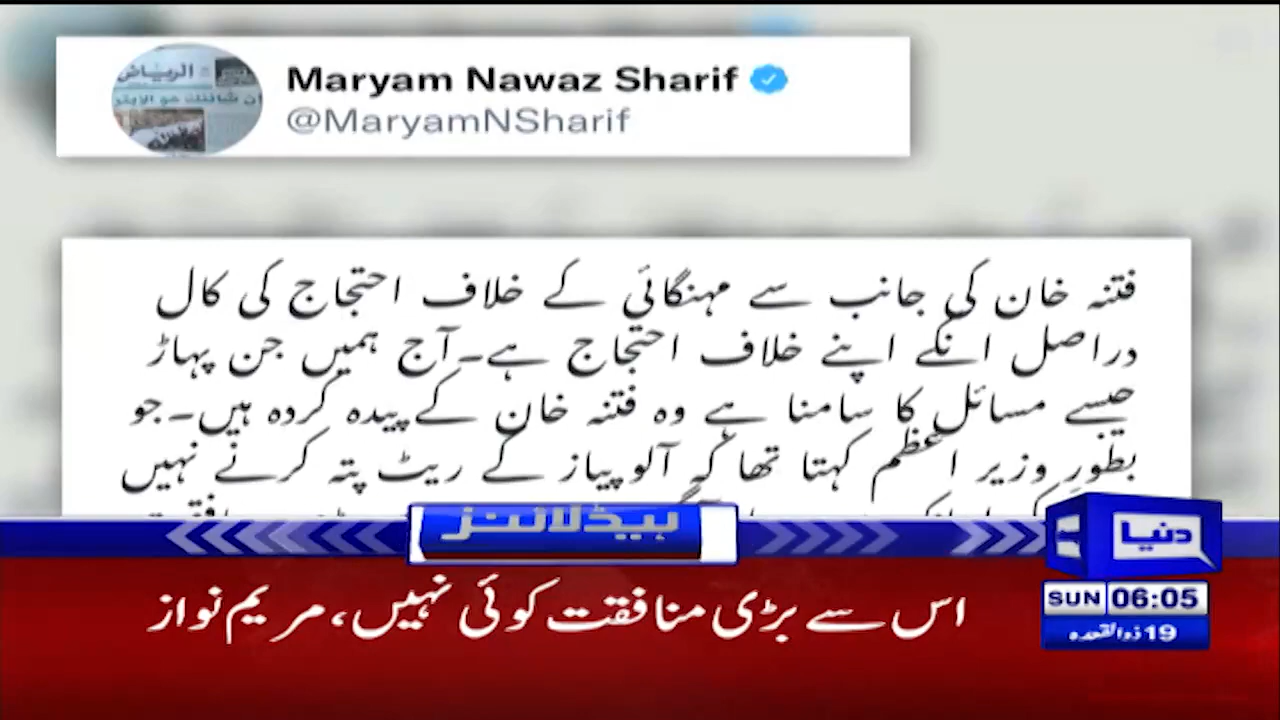 Maryam Nawaz Sharif
@MaryamNSharif
فتنہ خان کی جانب سے مہنگائی کے خلاف احتجاج کی کال
دراصل انکے اپنے خلاف احتجاج ہے۔آج ہمیں جن پہاڑ
جیسے مسائل کا سامنا ہے وہ فتنہ خان کے پیدہ کردہ ہیں۔جو
بطورِ وزیر اعظم کہتا تھا کہ آلو پیاز کے ریٹ پتہ کرنے نہیں
ہیڈلائنز
دنیا
اس سے بڑی منافقت کوئی نہیں، مریم نواز
SUN 06:05
19 ذوالقعدہ